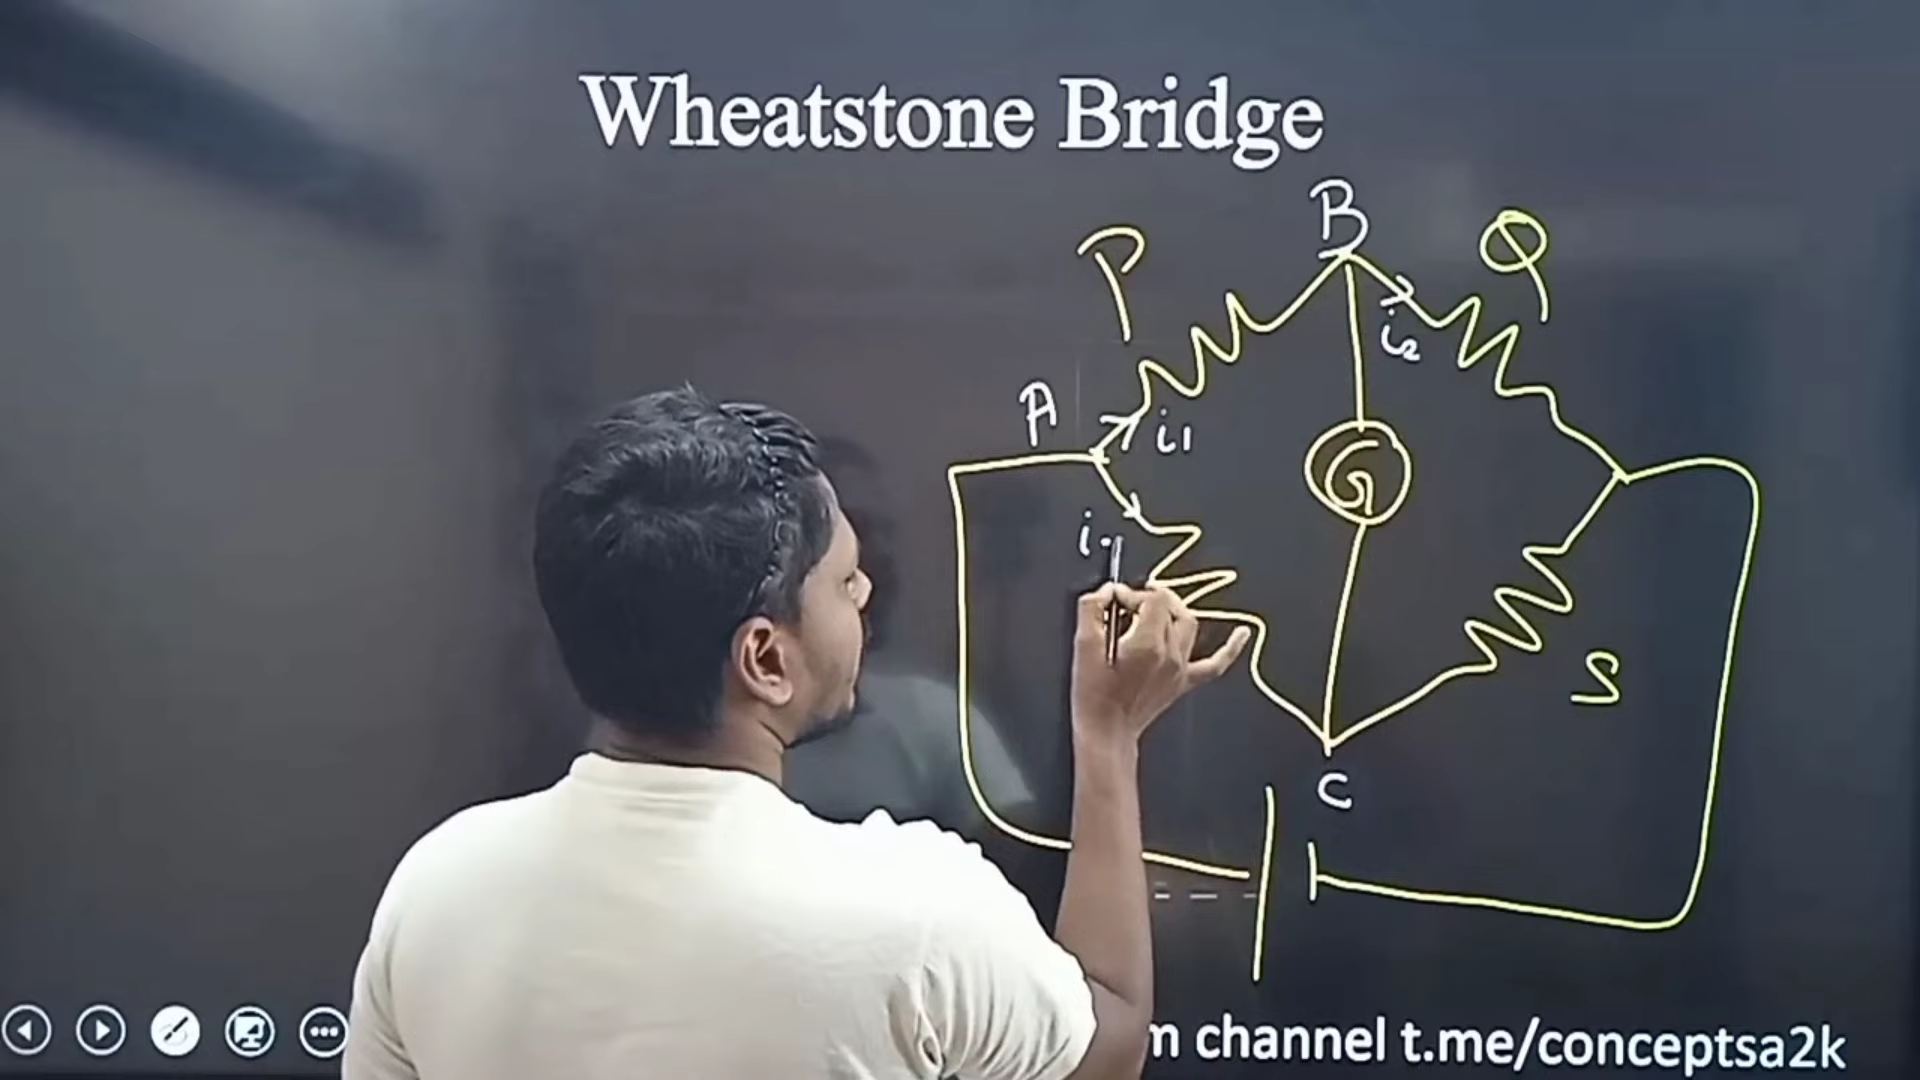 Wheatstone Bridge
B
P
Q
i2
A
i1
G
i
S
C
m channel t.me/conceptsa2k